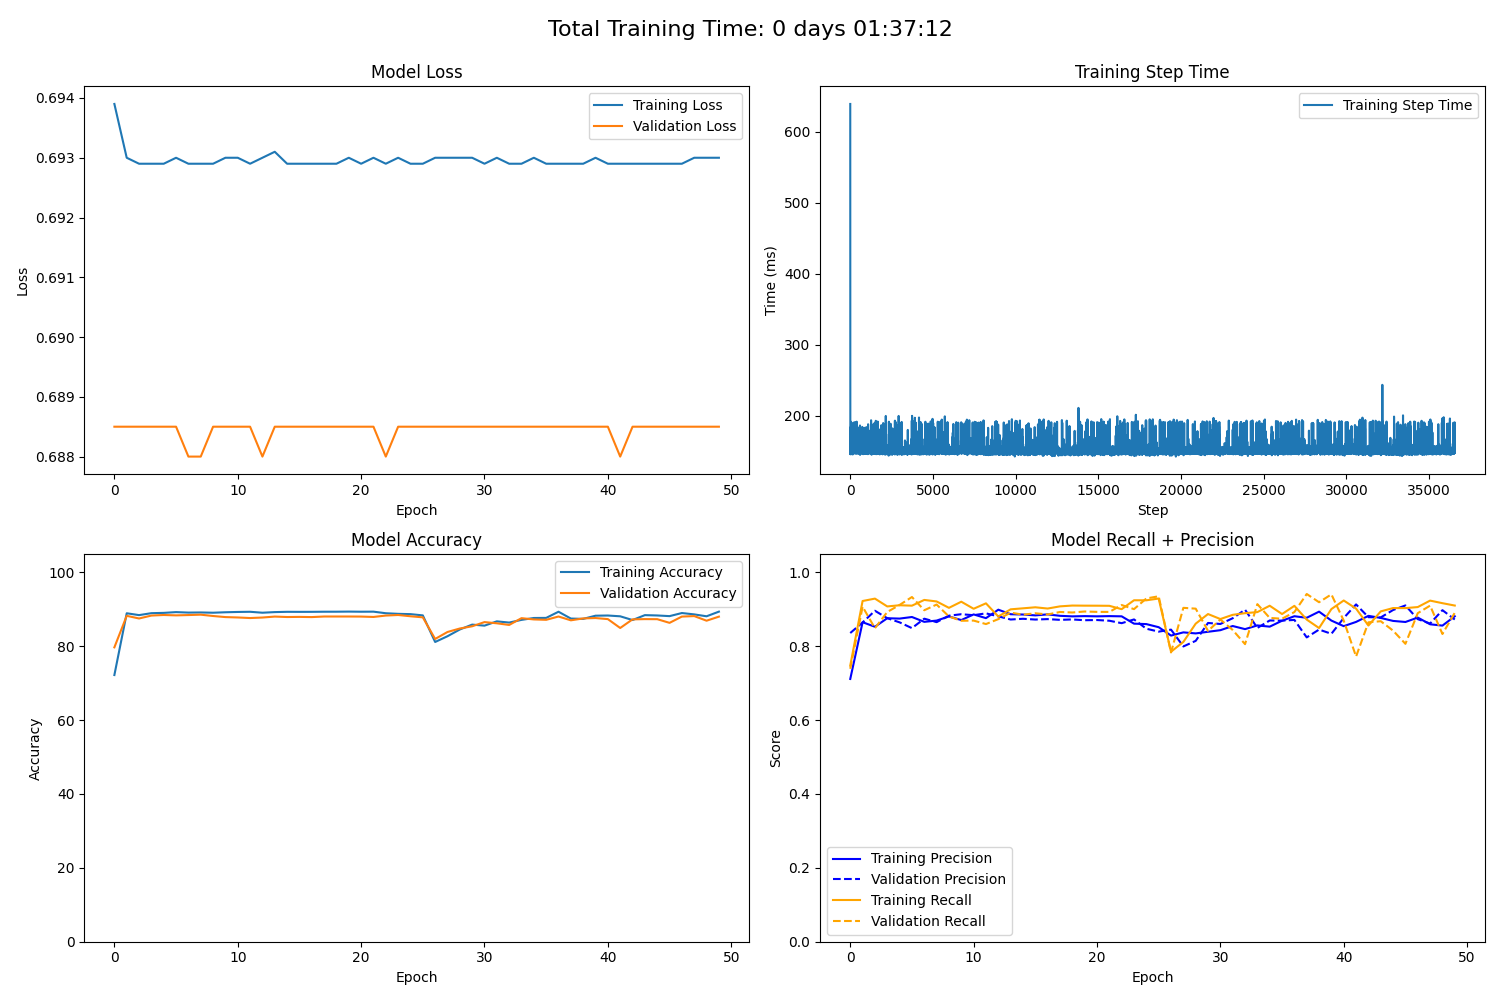 Total Training Time: 0 days 01:37:12
Model Loss
0.694
0.693
0.692
0.691
0.690
0.689
0.688
Loss
Training Loss
Validation Loss
0 10 20 30 40 50
Epoch
Training Step Time
600
500
400
300
200
Time (ms)
Training Step Time
0 5000 10000 15000 20000 25000 30000 35000
Step
Model Accuracy
100
80
60
40
20
0
Accuracy
Training Accuracy
Validation Accuracy
0 10 20 30 40 50
Epoch
Model Recall + Precision
1.0
0.8
0.6
0.4
0.2
0.0
Score
Training Precision
Validation Precision
Training Recall
Validation Recall
0 10 20 30 40 50
Epoch